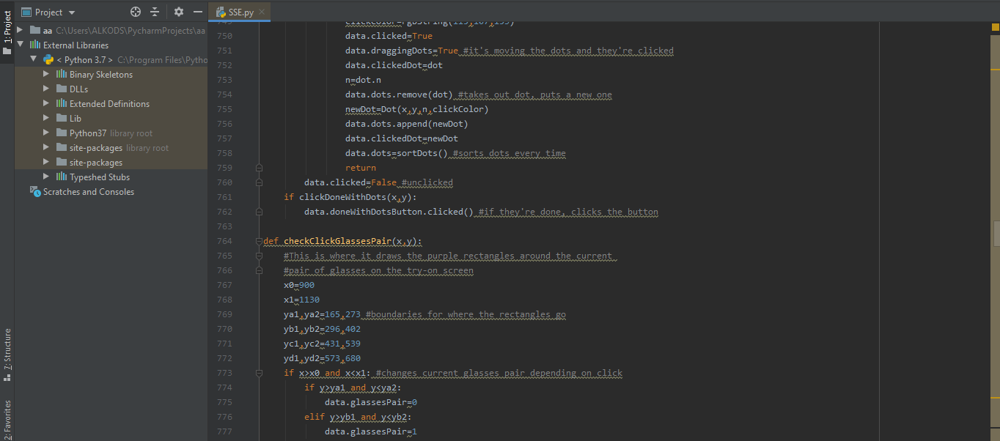 Project
SSE.py
1: Project
aa C:\Users\ALKODS\PycharmProjects\aa
External Libraries
< Python 3.7 > C:\Program Files\Pytho
Binary Skeletons
DLLs
Extended Definitions
Lib
Python37 library root
site-packages library root
site-packages
Typeshed Stubs
Scratches and Consoles
7: Structure
2: Favorites
750 data.clicked=True
751 data.draggingDots=True #it's moving the dots and they're clicked
752 data.clickedDot=dot
753 n=dot.n
754 data.dots.remove(dot) #takes out dot, puts a new one
755 newDot=Dot(x,y,n,clickColor)
756 data.dots.append(newDot)
757 data.clickedDot=newDot
758 data.dots=sortDots() #sorts dots every time
759 return
760 data.clicked=False #unclicked
761 if clickDoneWithDots(x,y):
762 data.doneWithDotsButton.clicked() #if they're done, clicks the button
763
764 def checkClickGlassesPair(x,y):
765 #This is where it draws the purple rectangles around the current
766 #pair of glasses on the try-on screen
767 x0=900
768 x1=1130
769 ya1,ya2=165,273 #boundaries for where the rectangles go
770 yb1,yb2=296,402
771 yc1,yc2=431,539
772 yd1,yd2=573,680
773 if x>x0 and x<x1: #changes current glasses pair depending on click
774 if y>ya1 and y<ya2:
775 data.glassesPair=0
776 elif y>yb1 and y<yb2:
777 data.glassesPair=1